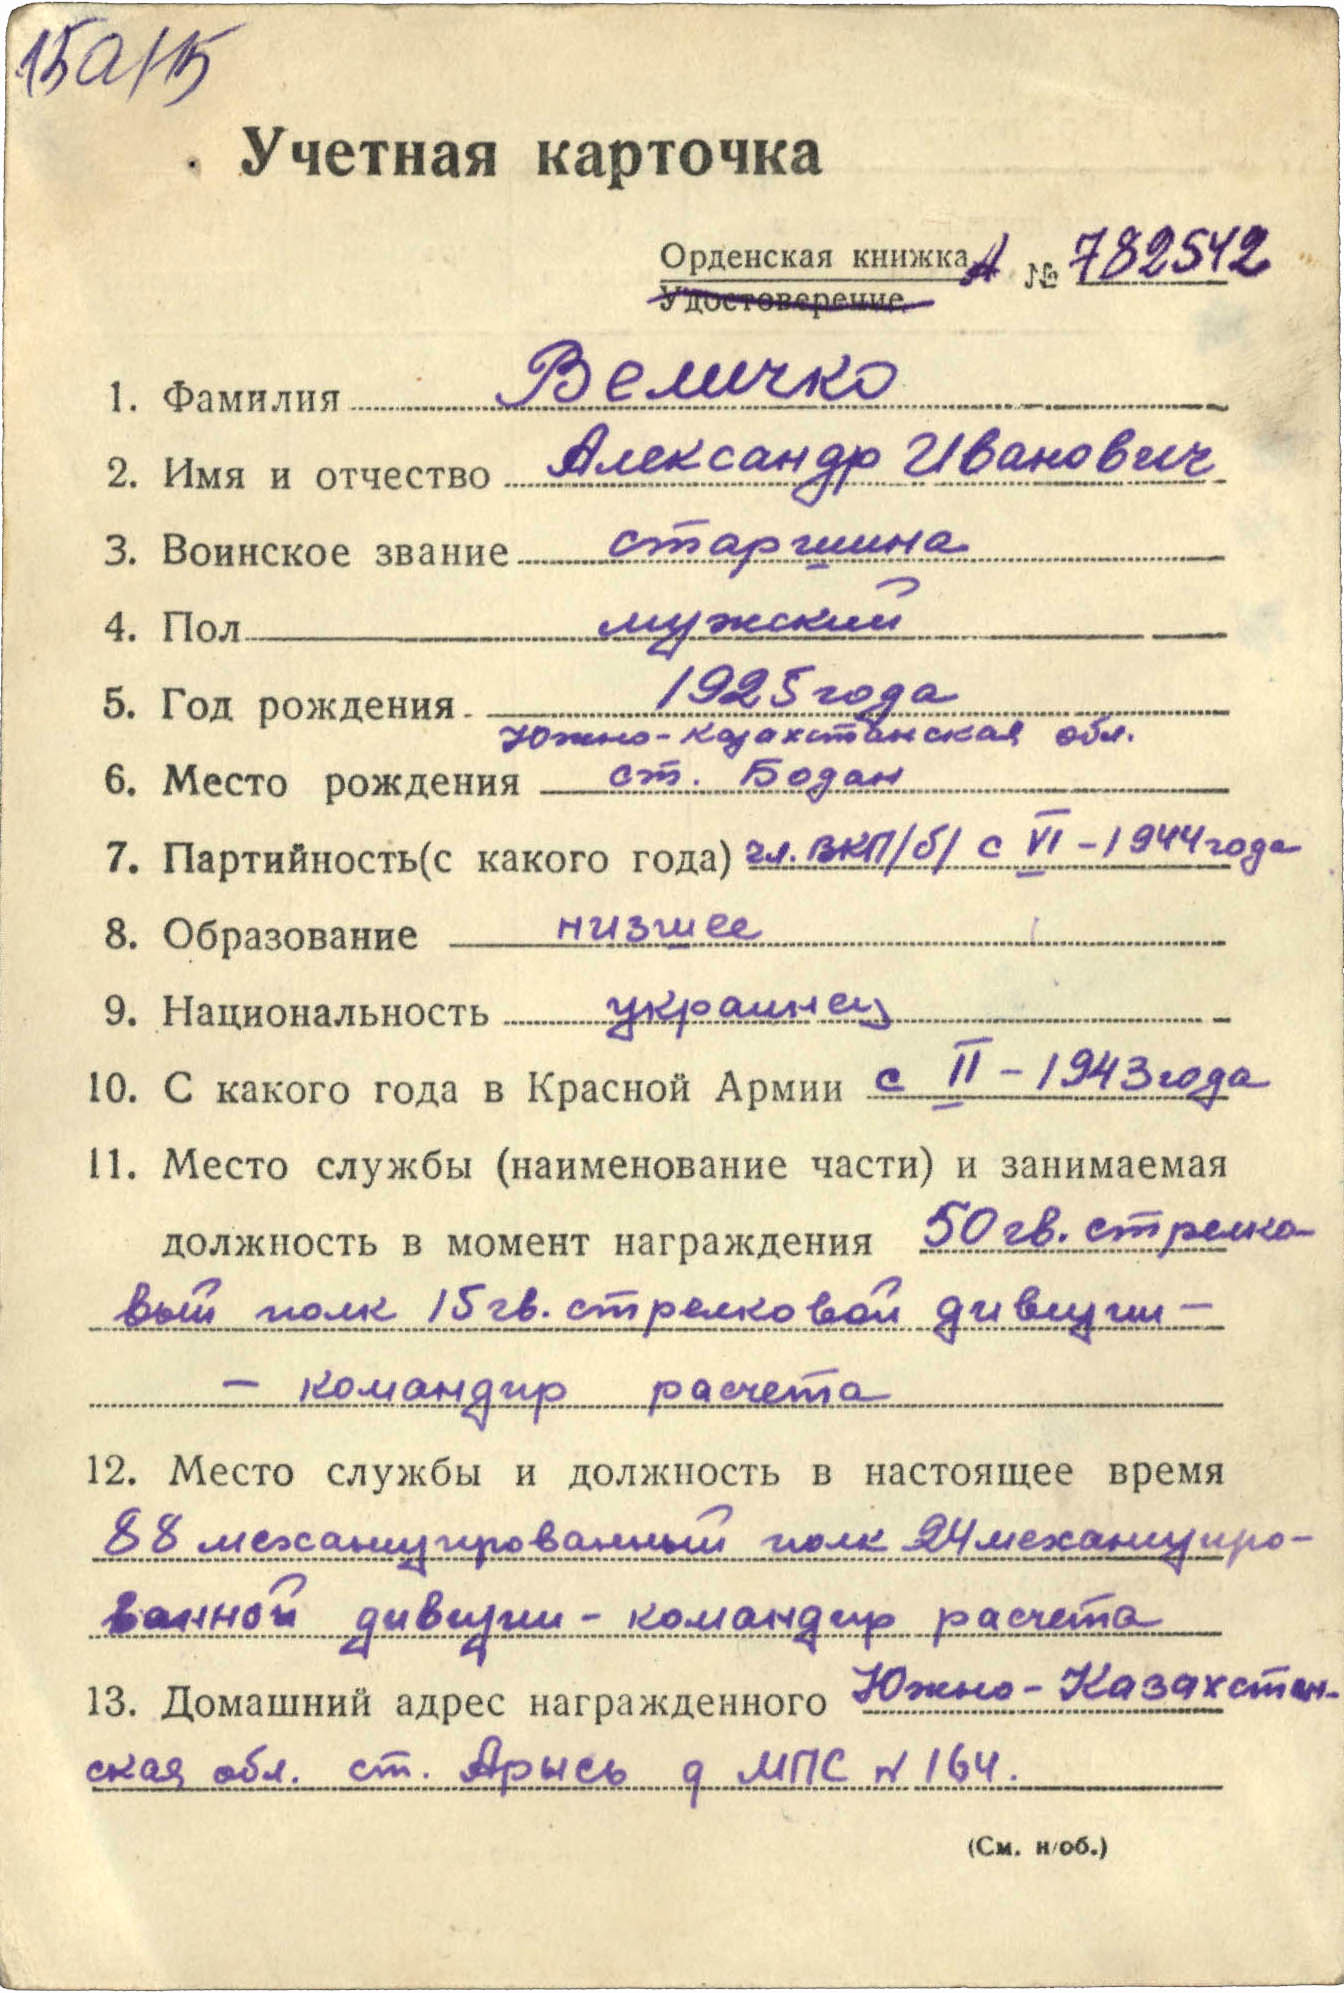 15а/15
Учетная карточка
Орденская книжка А № 782542
Удостоверение
1. Фамилия Величко
2. Имя и отчество Александр Иванович
3. Воинское звание старшина
4. Пол мужский
5. Год рождения 1925 года
Южно-Казахстанская обл.
6. Место рождения ст. Бодан
7. Партийность (с какого года) чл. ВКП/б/ с VI – 1944 года
8. Образование низшее
9. Национальность украинец
10. С какого года в Красной Армии с II – 1943 года
11. Место службы (наименование части) и занимаемая
должность в момент награждения 50 гв. стрелко-
вый полк 15 гв. стрелковой дивизии –
– командир расчета
12. Место службы и должность в настоящее время
88 механизированный полк 24 механизиро-
ванной дивизии – командир расчета
13. Домашний адрес награжденного Южно-Казахстан-
ская обл. ст. Арысь д МПС № 164.
(См. н/об.)